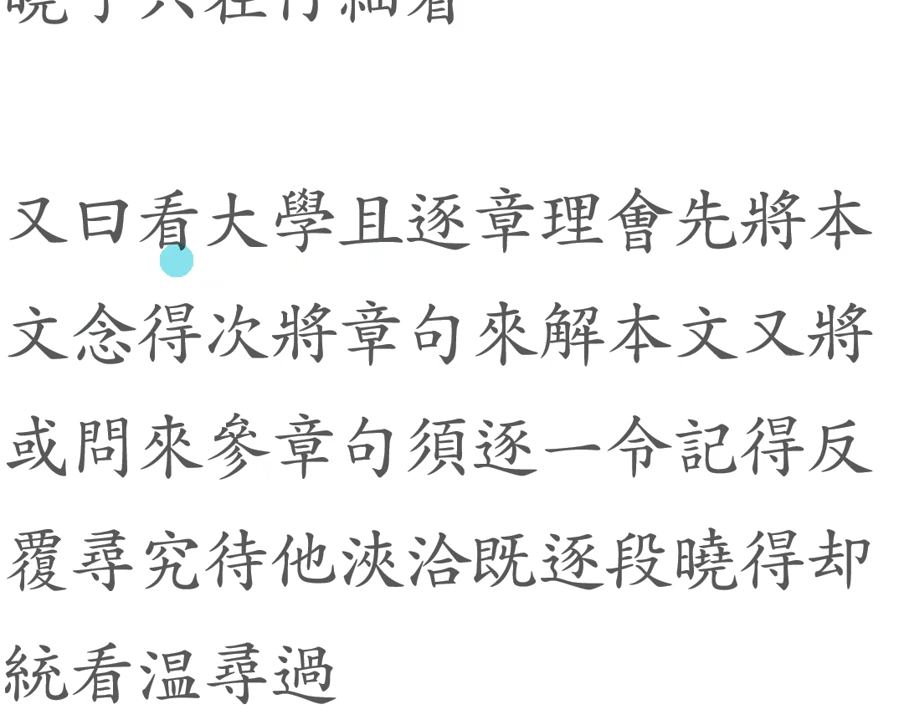 又曰看大學且逐章理會先將本
文念得次將章句來解本文又將
或問來參章句須逐一令記得反
覆尋究待他浹洽既逐段曉得却
統看温尋過